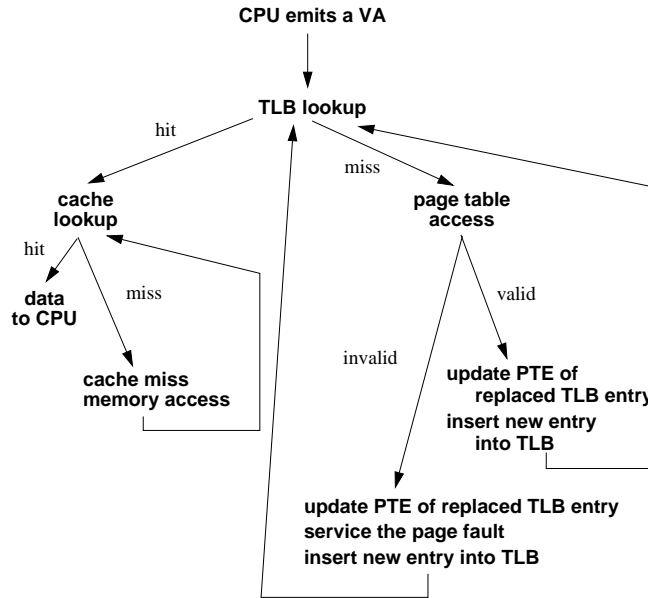 CPU emits a VA
TLB lookup
hit
miss
cache
lookup
page table
access
hit
miss
data
to CPU
valid
invalid
cache miss
memory access
update PTE of
replaced TLB entry
insert new entry
into TLB
update PTE of replaced TLB entry
service the page fault
insert new entry into TLB